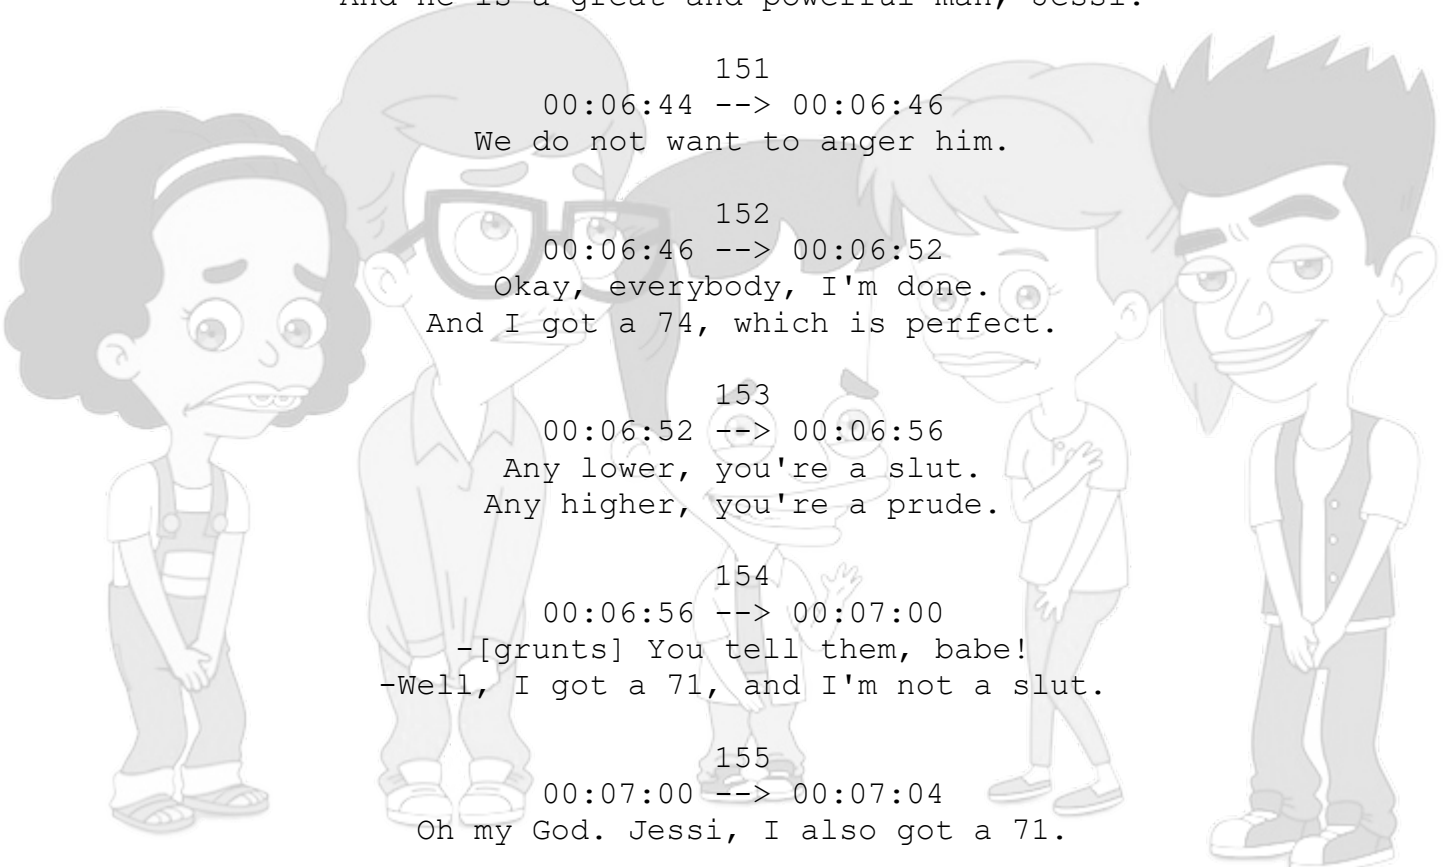 And he is a great and powerful man, Jessi.
151
00:06:44 --> 00:06:46
We do not want to anger him.
152
00:06:46 --> 00:06:52
Okay, everybody, I'm done.
And I got a 74, which is perfect.
153
00:06:52 --> 00:06:56
Any lower, you're a slut.
Any higher, you're a prude.
154
00:06:56 --> 00:07:00
-[grunts] You tell them, babe!
-Well, I got a 71, and I'm not a slut.
155
00:07:00 --> 00:07:04
Oh my God. Jessi, I also got a 71.